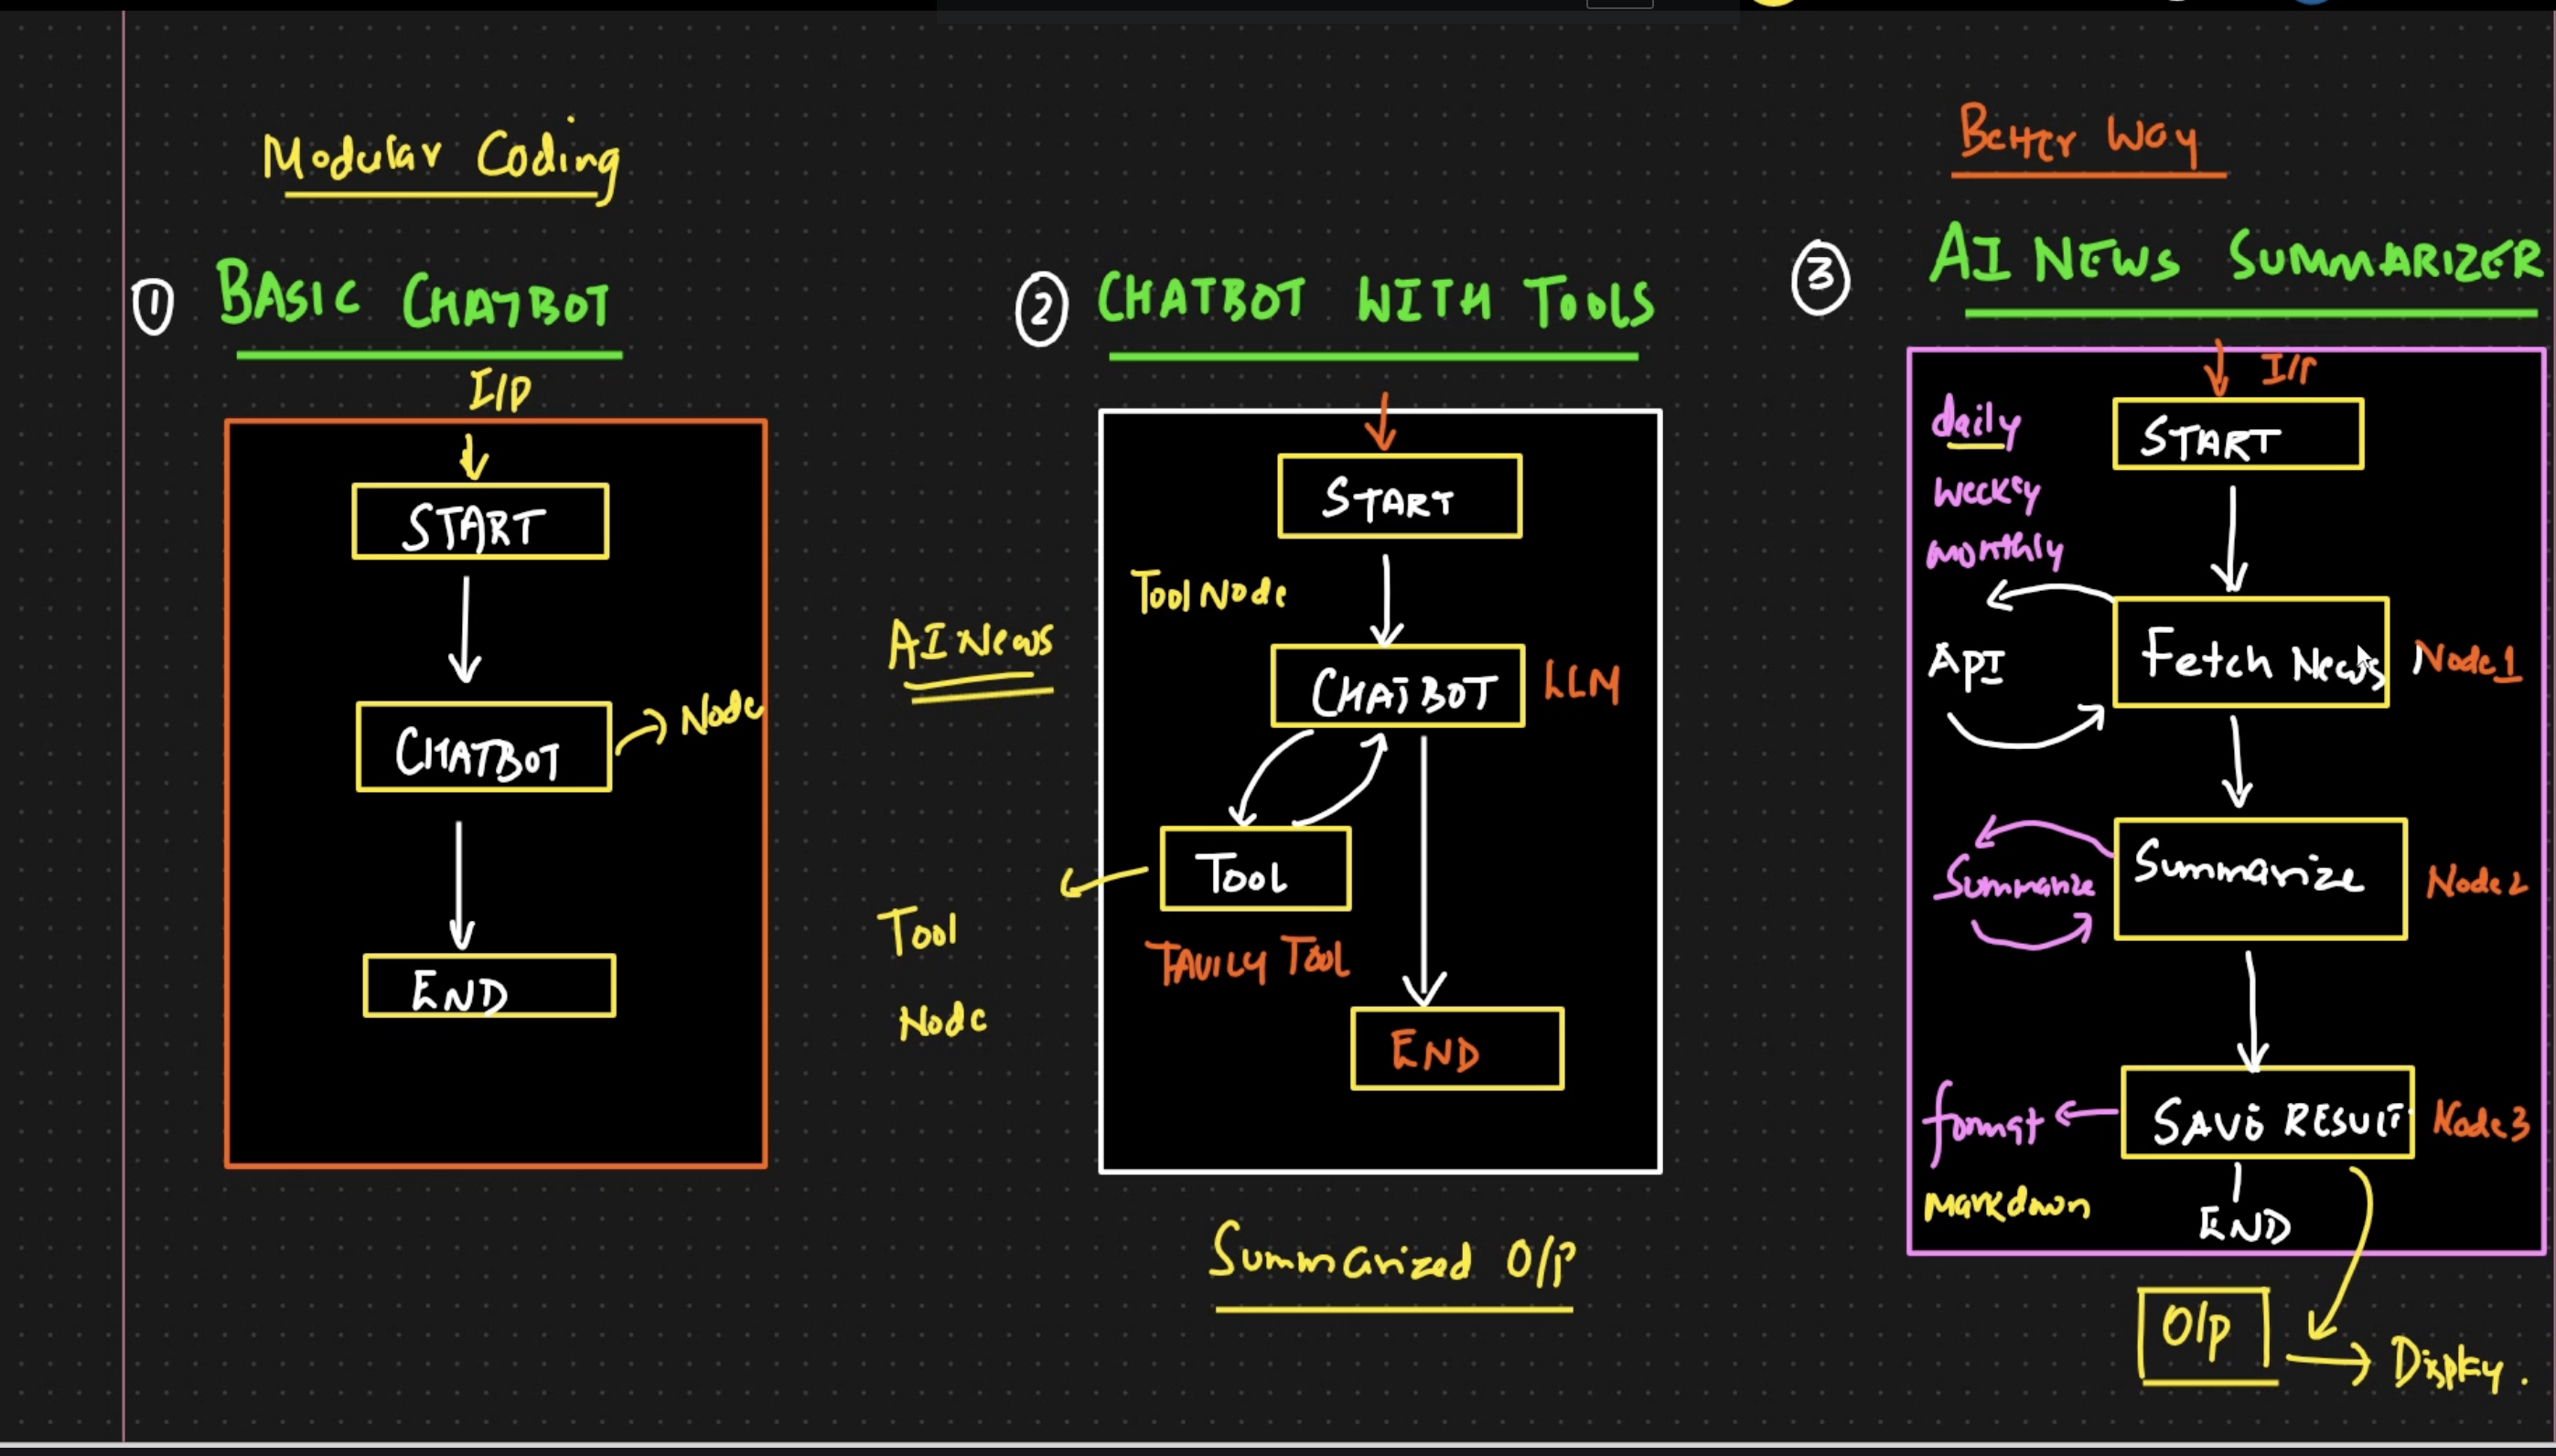 Modular Coding
① BASIC CHATBOT
I/P
START
CHATBOT
Node
END
② CHATBOT WITH TOOLS
START
Tool Node
AI News
CHATBOT
LLM
TOOL
TAVILY TOOL
Tool
Node
END
Summarized O/P
Better Way
③ AI NEWS SUMMARIZER
I/P
START
daily
weekly
monthly
API
Fetch News
Node1
Summarize
Summarize
Node2
format
SAVE RESULT
Node3
markdown
END
O/p
Display.